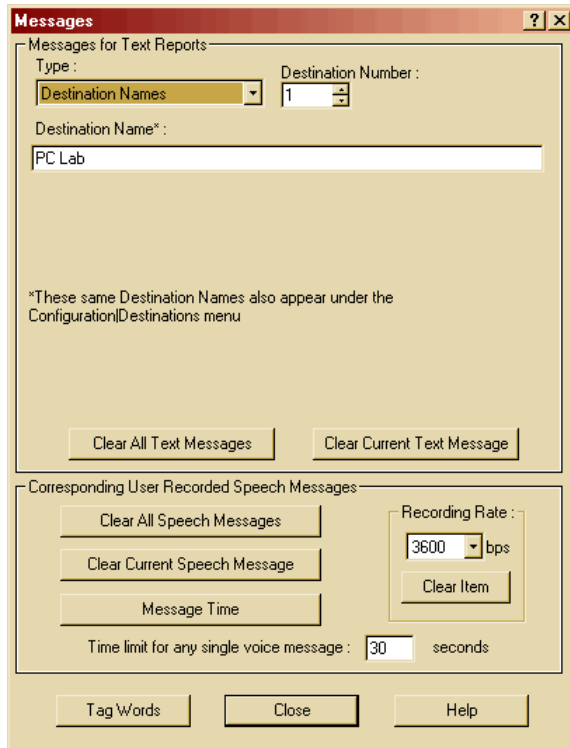 Messages
Messages for Text Reports
Type :
Destination Number :
Destination Names
1
Destination Name* :
PC Lab
*These same Destination Names also appear under the
Configuration|Destinations menu
Clear All Text Messages
Clear Current Text Message
Corresponding User Recorded Speech Messages
Clear All Speech Messages
Recording Rate :
3600 bps
Clear Current Speech Message
Clear Item
Message Time
Time limit for any single voice message : 30 seconds
Tag Words
Close
Help